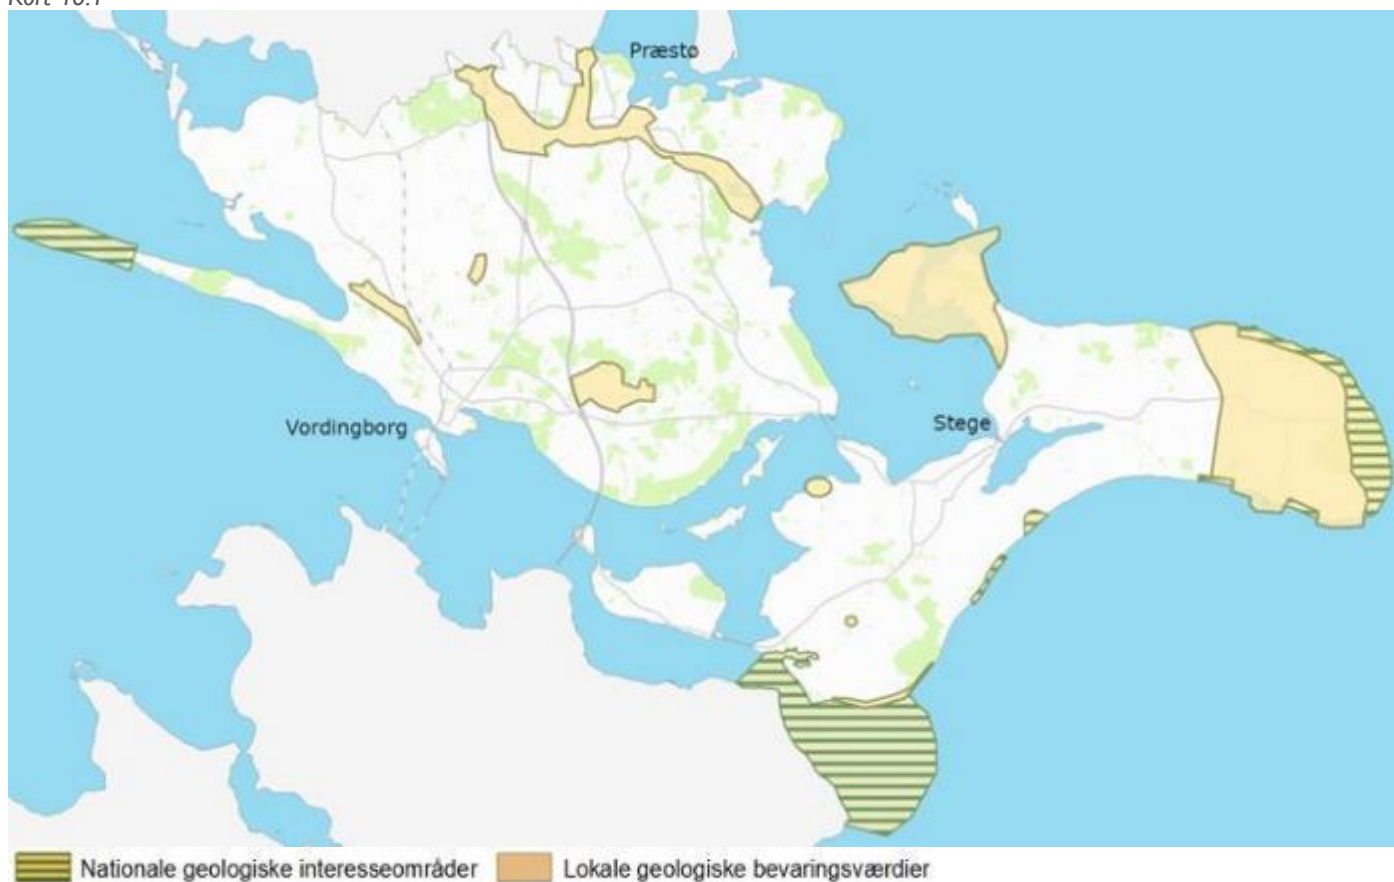 Præstø
Vordingborg
Stege
Nationale geologiske interesseområder
Lokale geologiske bevaringsværdier